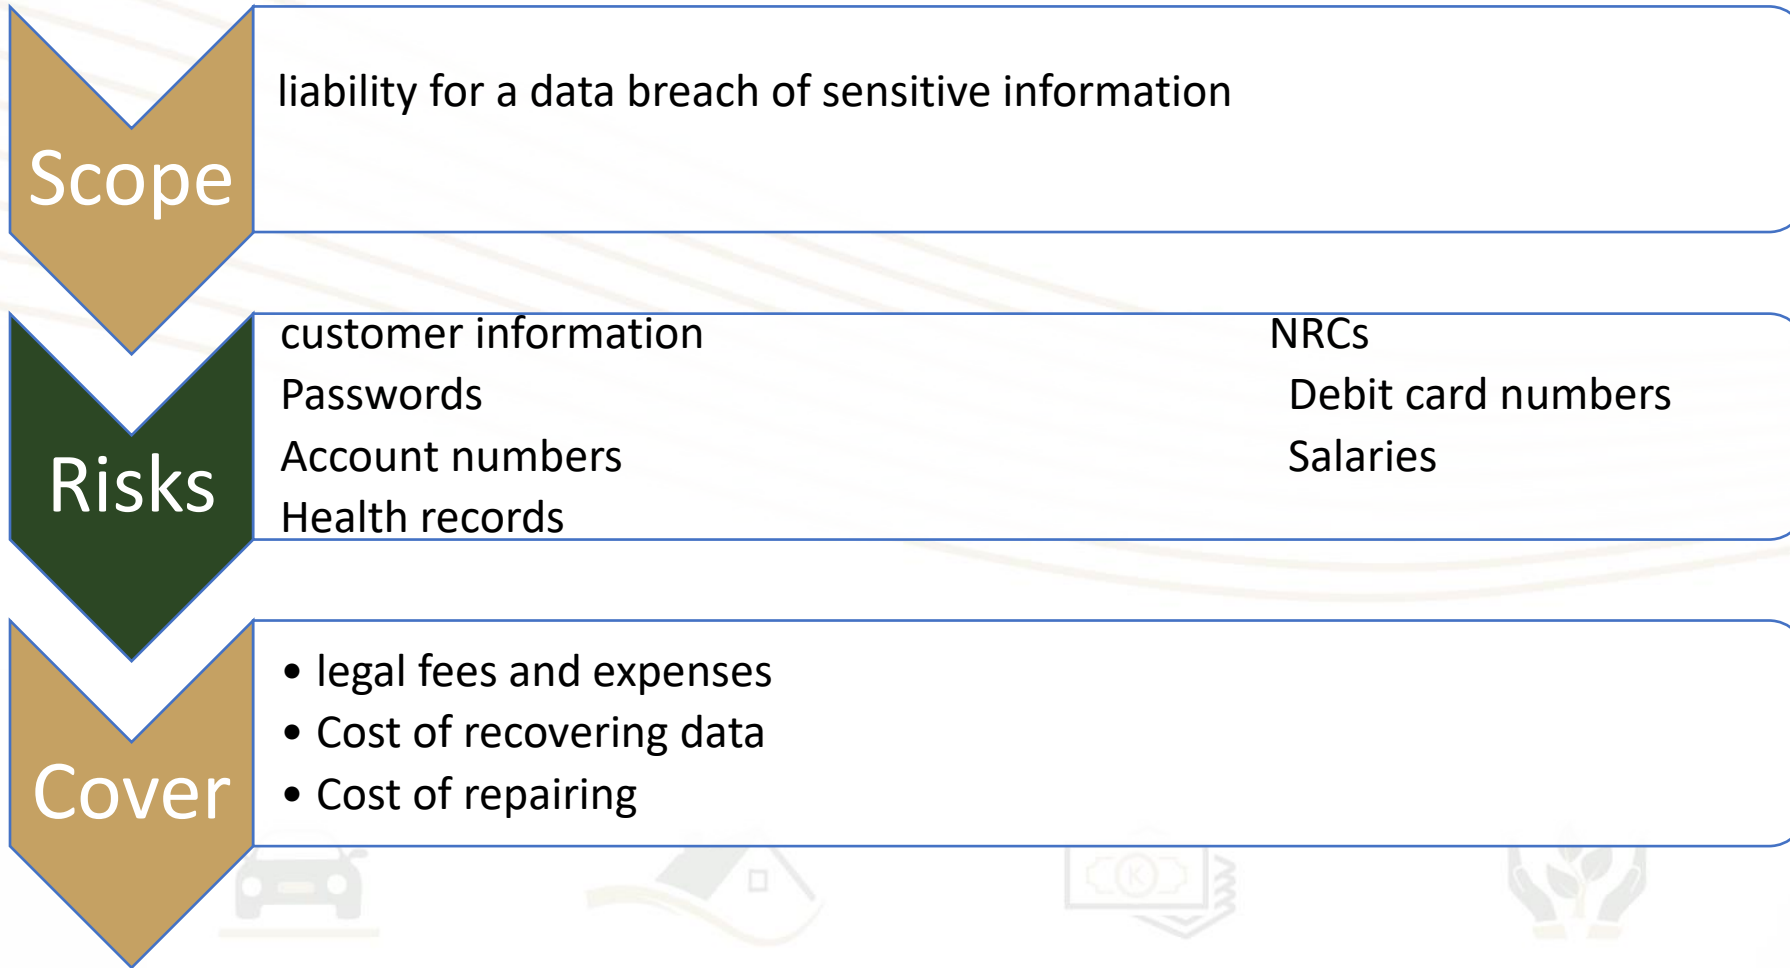 Scope
liability for a data breach of sensitive information
Risks
customer information NRCs
Passwords Debit card numbers
Account numbers Salaries
Health records
Cover
• legal fees and expenses
• Cost of recovering data
• Cost of repairing
K